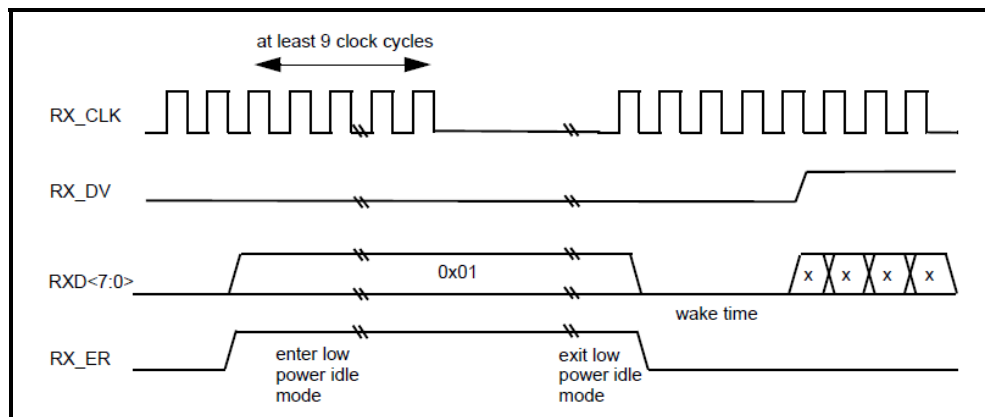 at least 9 clock cycles
RX_CLK
RX_DV
RXD<7:0>
0x01
x x x x
wake time
RX_ER
enter low
power idle
mode
exit low
power idle
mode